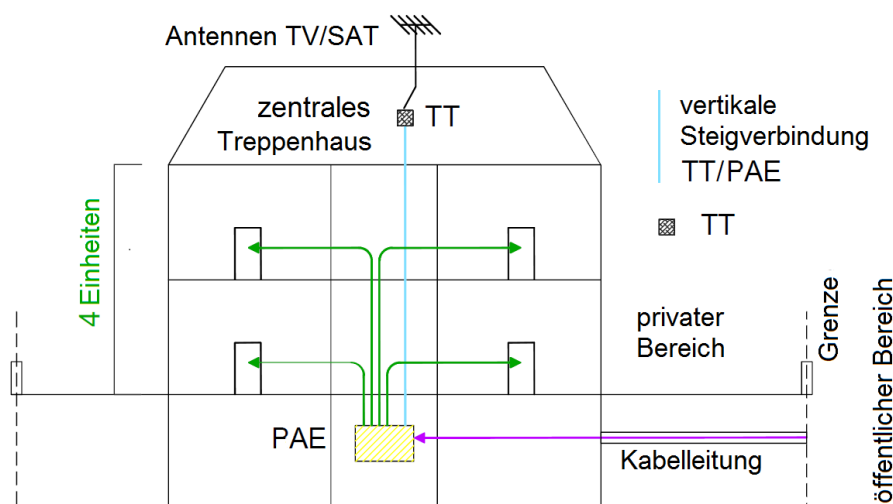 Antennen TV/SAT
zentrales
Treppenhaus
TT
vertikale
Steigverbindung
TT/PAE
TT
4 Einheiten
privater
Bereich
Grenze
öffentlicher Bereich
PAE
Kabelleitung